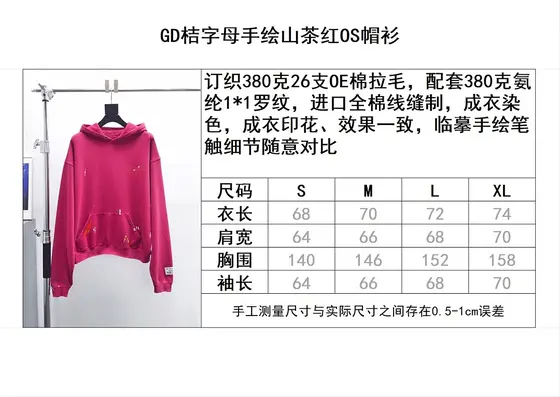 GD桔字母手绘山茶红OS帽衫
订织380克26支OE棉拉毛，配套380克氨
纶1*1罗纹，进口全棉线缝制，成衣染
色，成衣印花、效果一致，临摹手绘笔
触细节随意对比
尺码 S M L XL
衣长 68 70 72 74
肩宽 64 66 68 70
胸围 140 146 152 158
袖长 64 66 68 70
手工测量尺寸与实际尺寸之间存在0.5-1cm误差